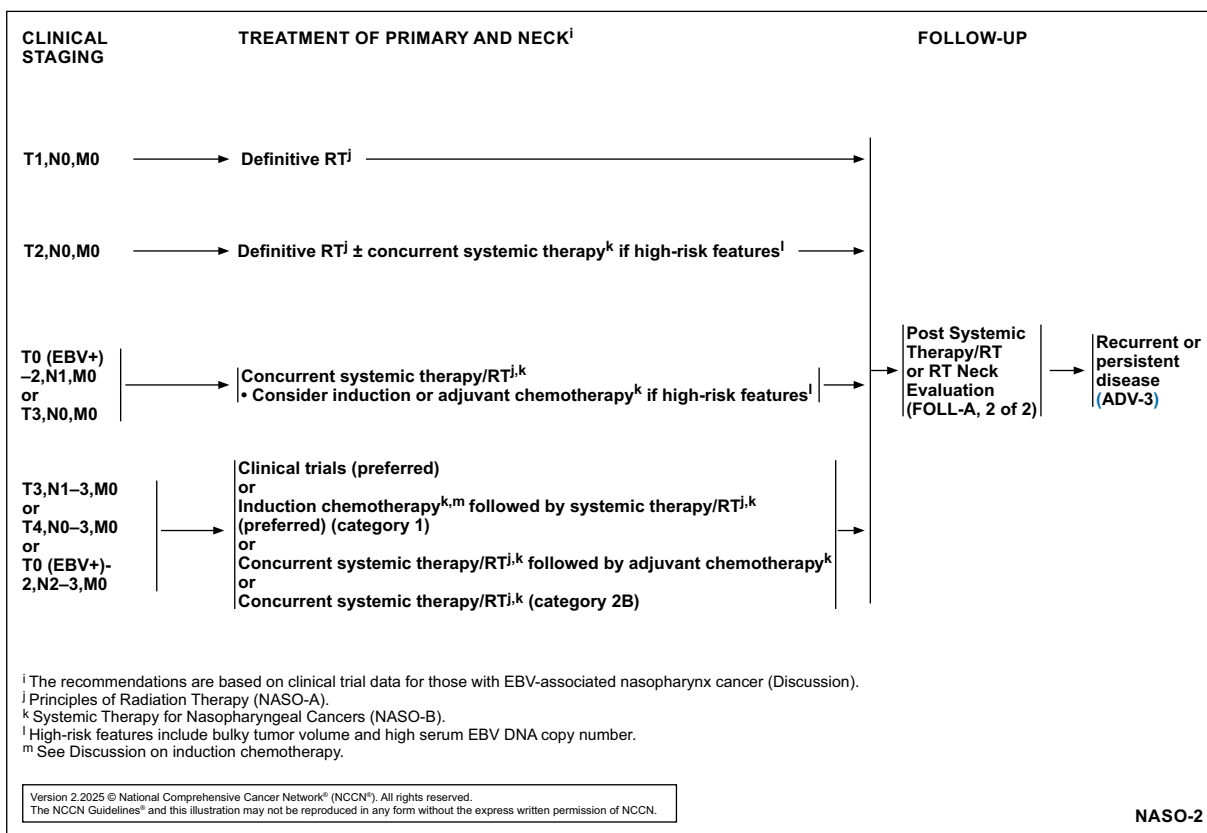 CLINICAL STAGING
TREATMENT OF PRIMARY AND NECKⁱ
FOLLOW-UP
T1,N0,M0
Definitive RTʲ
T2,N0,M0
Definitive RTʲ ± concurrent systemic therapyᵏ if high-risk featuresˡ
T0 (EBV+)
–2,N1,M0
or
T3,N0,M0
Concurrent systemic therapy/RTʲ,ᵏ
• Consider induction or adjuvant chemotherapyᵏ if high-risk featuresˡ
T3,N1–3,M0
or
T4,N0–3,M0
or
T0 (EBV+)-
2,N2–3,M0
Clinical trials (preferred)
or
Induction chemotherapyᵏ,ᵐ followed by systemic therapy/RTʲ,ᵏ
(preferred) (category 1)
or
Concurrent systemic therapy/RTʲ,ᵏ followed by adjuvant chemotherapyᵏ
or
Concurrent systemic therapy/RTʲ,ᵏ (category 2B)
Post Systemic
Therapy/RT
or RT Neck
Evaluation
(FOLL-A, 2 of 2)
Recurrent or
persistent
disease
(ADV-3)
ⁱ The recommendations are based on clinical trial data for those with EBV-associated nasopharynx cancer (Discussion).
ʲ Principles of Radiation Therapy (NASO-A).
ᵏ Systemic Therapy for Nasopharyngeal Cancers (NASO-B).
ˡ High-risk features include bulky tumor volume and high serum EBV DNA copy number.
ᵐ See Discussion on induction chemotherapy.
Version 2.2025 © National Comprehensive Cancer Network® (NCCN®). All rights reserved.
The NCCN Guidelines® and this illustration may not be reproduced in any form without the express written permission of NCCN.
NASO-2